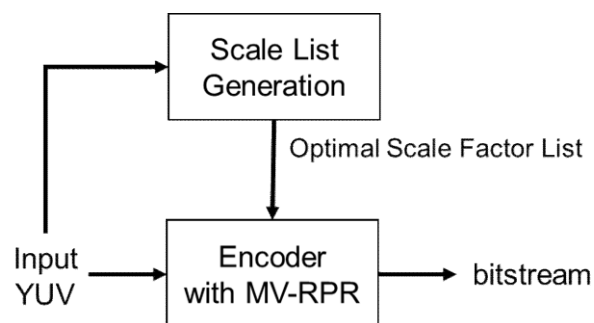 Scale List
Generation
Optimal Scale Factor List
Input
YUV
Encoder
with MV-RPR
bitstream